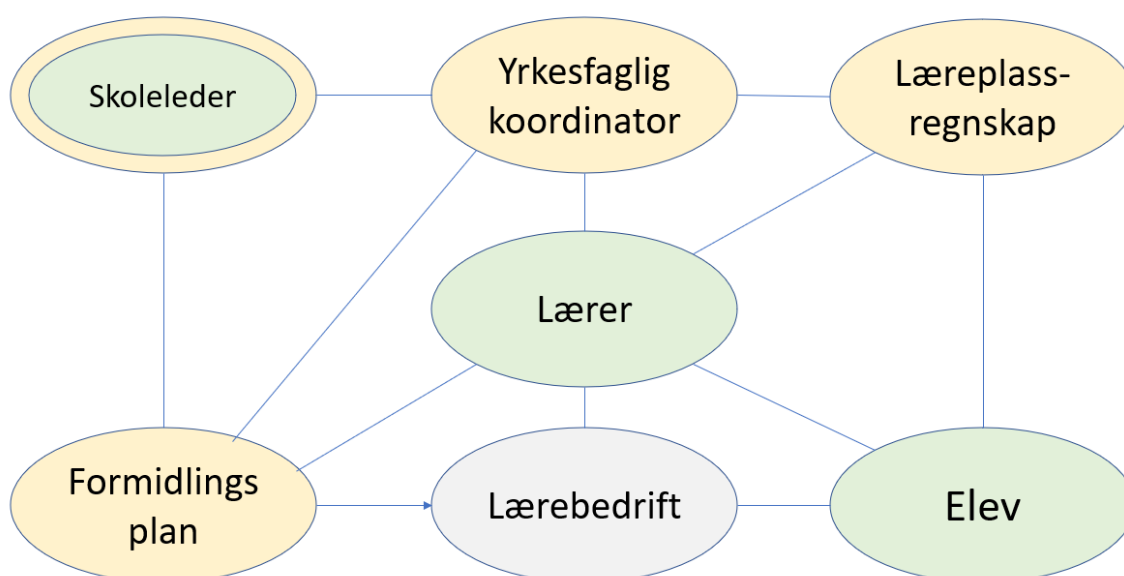 Skoleleder
Yrkesfaglig
koordinator
Læreplass-
regnskap
Lærer
Formidlings
plan
Lærebedrift
Elev